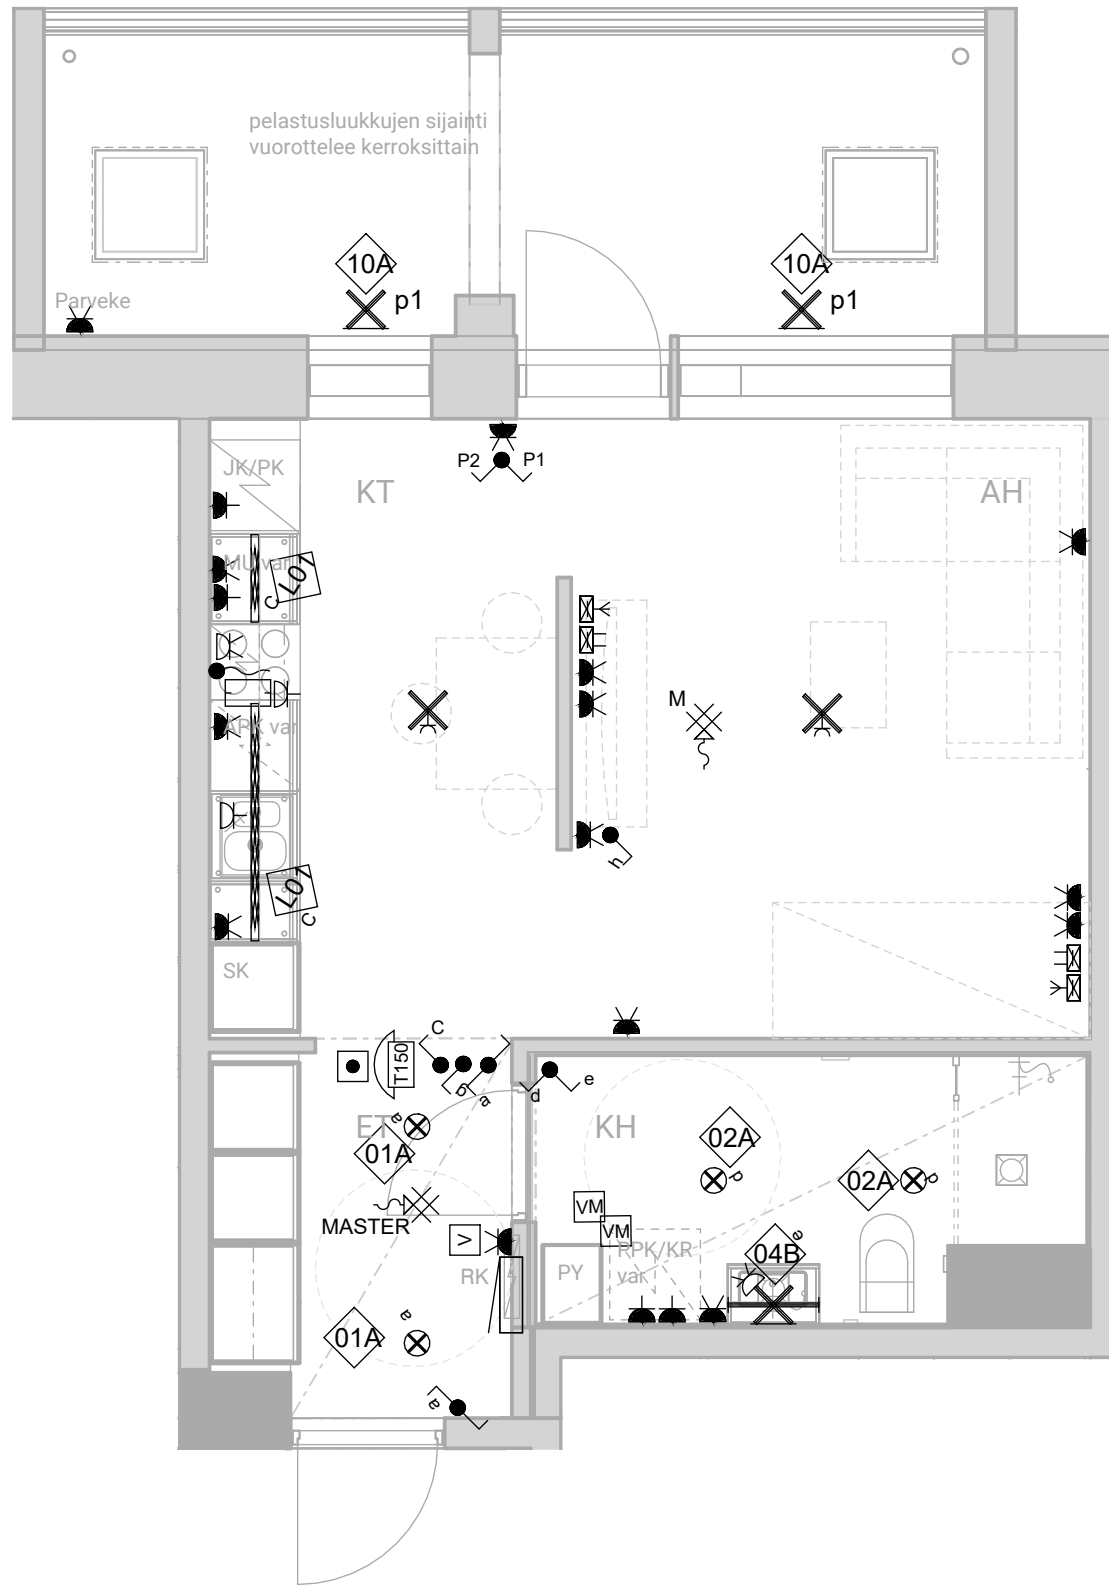 pelastusluukkujen sijainti
vuorottelee kerroksittain
10A
10A
Parveke
p1
p1
P2
P1
JK/PK
KT
AH
MU var
L01
C
M
APK var
h
L01
C
SK
C
T150
g
a
d
e
a
ET
KH
01A
02A
02A
d
d
MASTER
VM
VM
V
e
04B
RK
PY
RPK/KR
var
a
01A
a